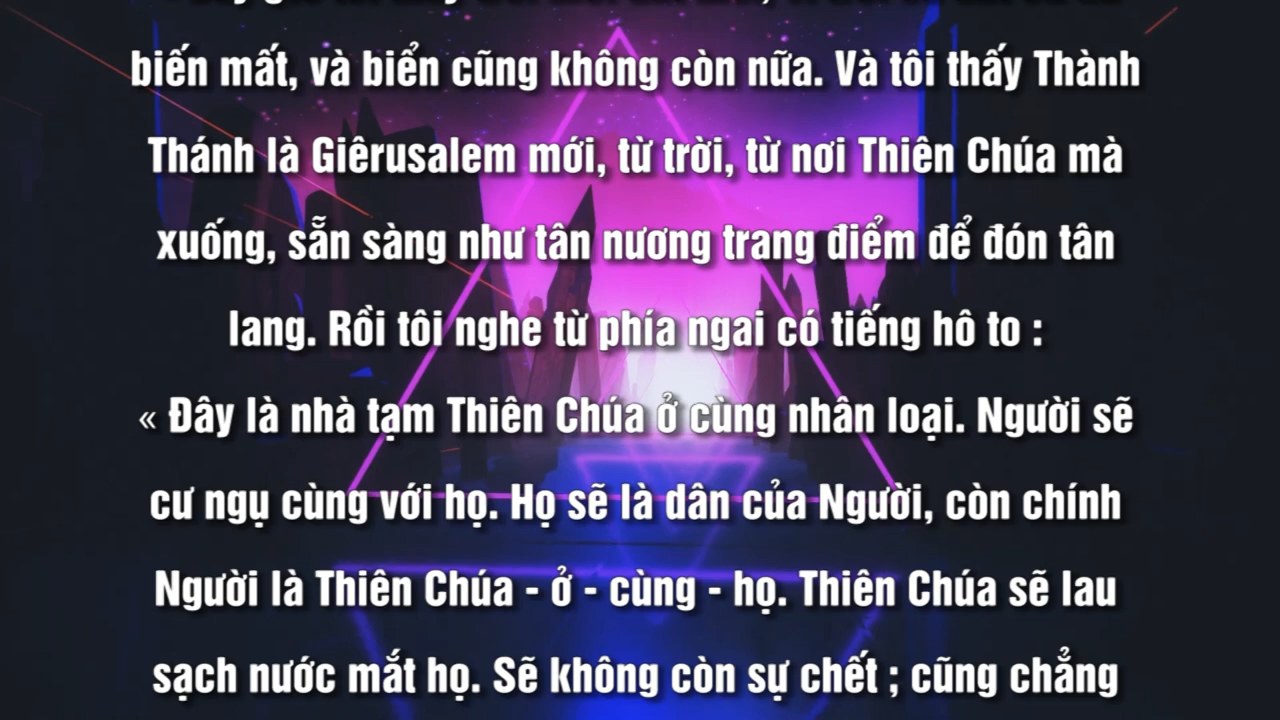 biến mất, và biển cũng không còn nữa. Và tôi thấy Thành
Thánh là Giêrusalem mới, từ trời, từ nơi Thiên Chúa mà
xuống, sẵn sàng như tân nương trang điểm để đón tân
lang. Rồi tôi nghe từ phía ngai có tiếng hô to :
« Đây là nhà tạm Thiên Chúa ở cùng nhân loại. Người sẽ
cư ngụ cùng với họ. Họ sẽ là dân của Người, còn chính
Người là Thiên Chúa - ở - cùng - họ. Thiên Chúa sẽ lau
sạch nước mắt họ. Sẽ không còn sự chết ; cũng chẳng